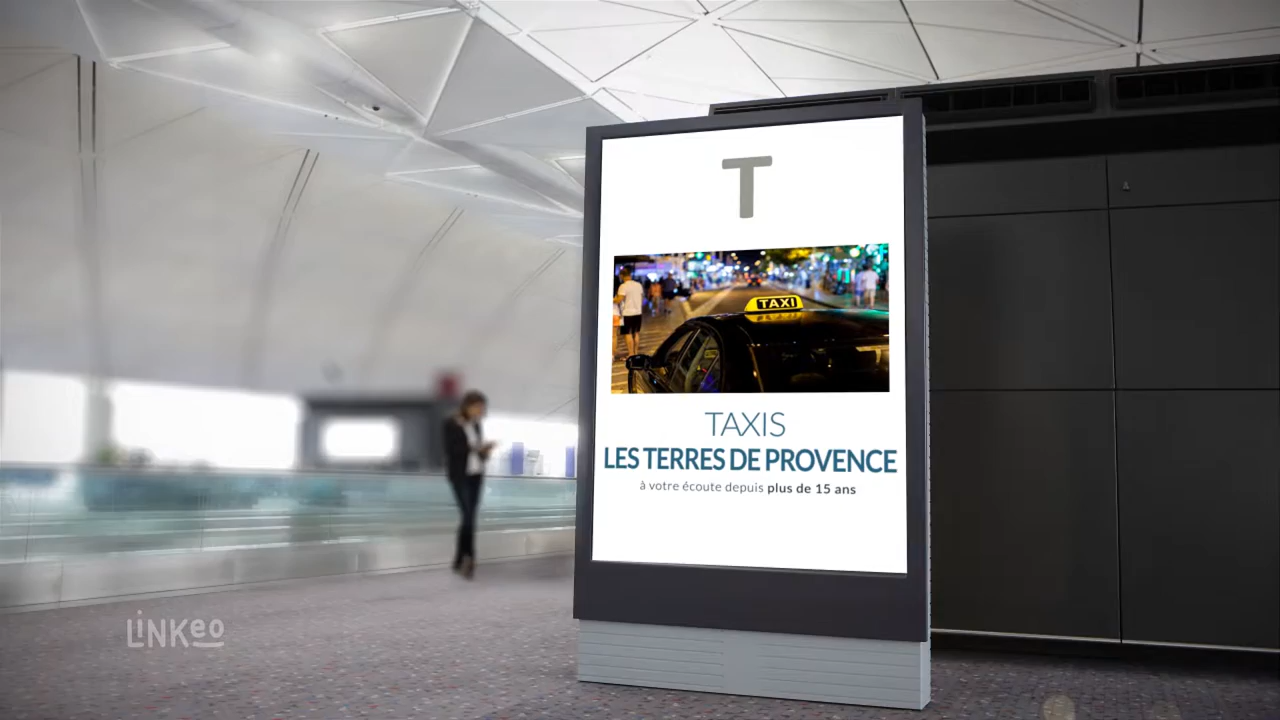 T
TAXI
TAXIS
LES TERRES DE PROVENCE
à votre écoute depuis plus de 15 ans
LINKeo